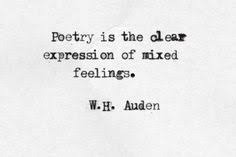 Poetry is the clear
expression of mixed
feelings.
W.H. Auden